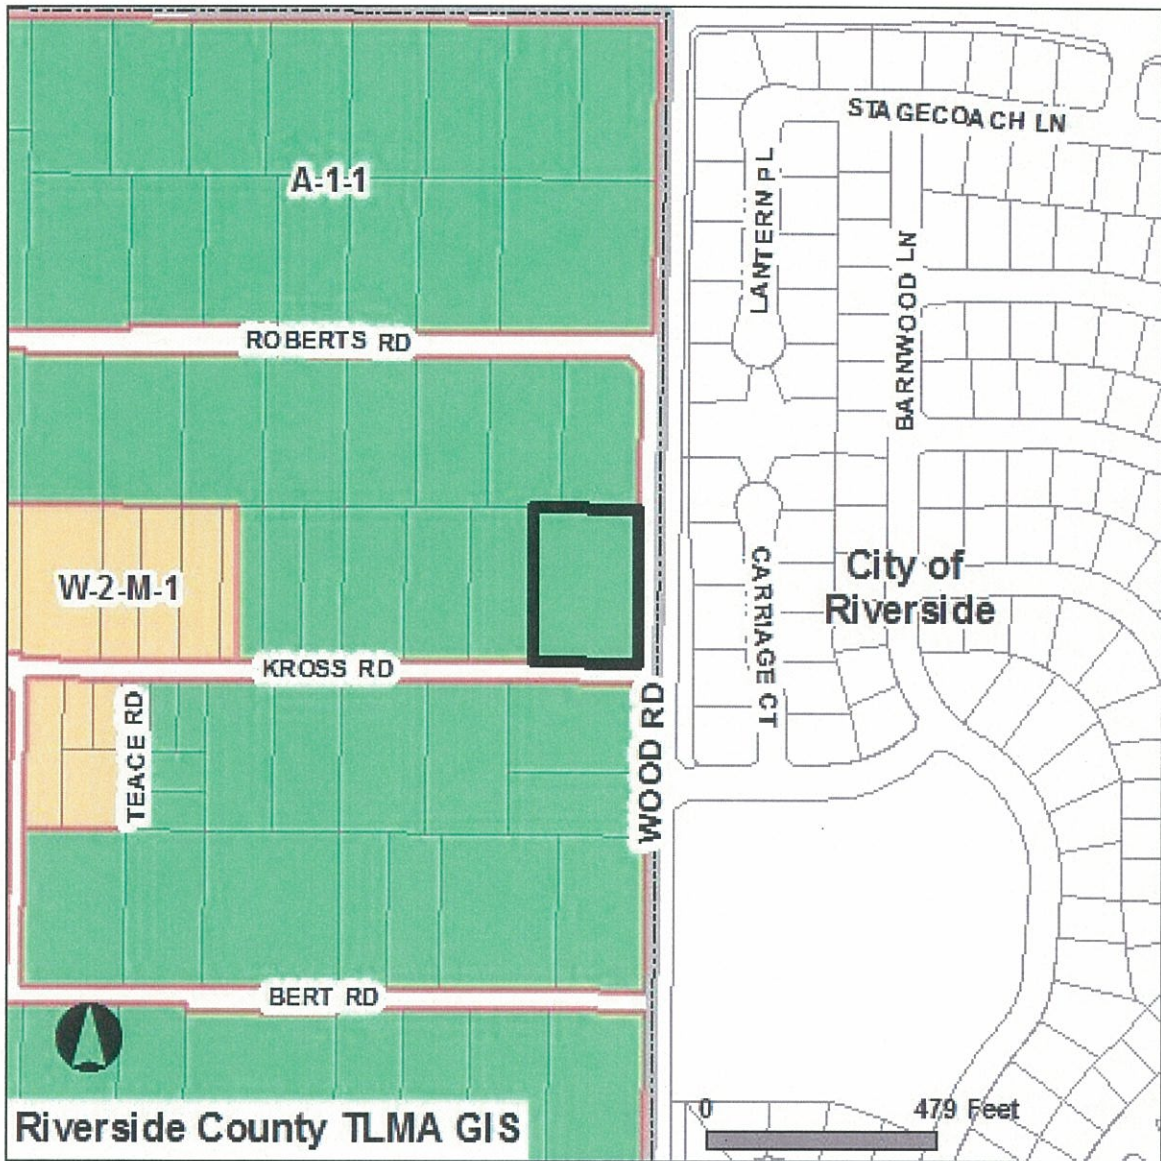 STAGECOACH LN
A-1-1
LANTERN PL
BARNWOOD LN
ROBERTS RD
City of
Riverside
W-2-M-1
CARRIAGE CT
KROSS RD
TEACE RD
WOOD RD
BERT RD
0 479 Feet
Riverside County TLMA GIS